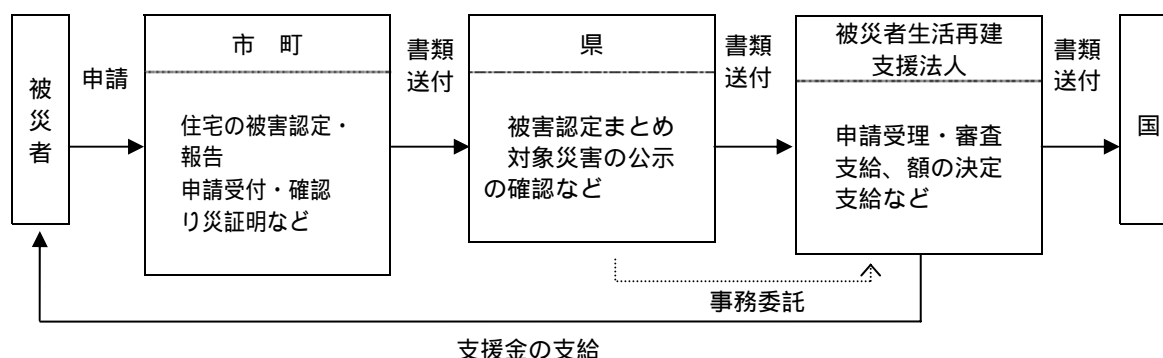 被災者
申請
市　町
住宅の被害認定・
報告
申請受付・確認
り災証明など
書類
送付
県
被害認定まとめ
対象災害の公示
の確認など
書類
送付
被災者生活再建
支援法人
申請受理・審査
支給、額の決定
支給など
書類
送付
国
事務委託
支援金の支給